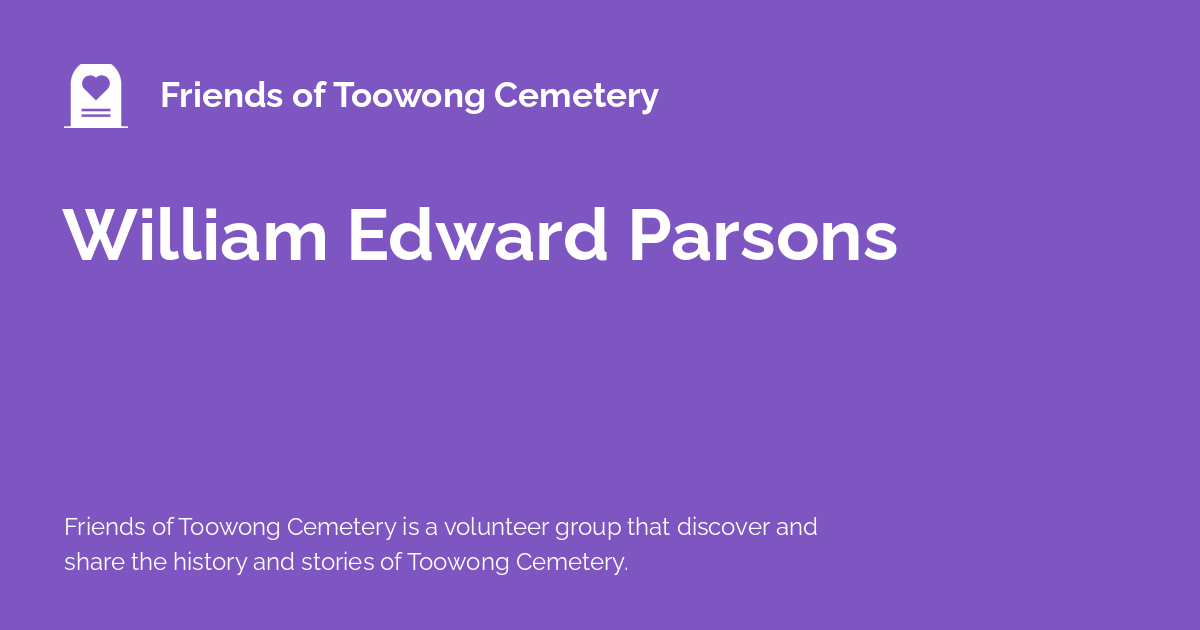 Friends of Toowong Cemetery
William Edward Parsons
Friends of Toowong Cemetery is a volunteer group that discover and
share the history and stories of Toowong Cemetery.